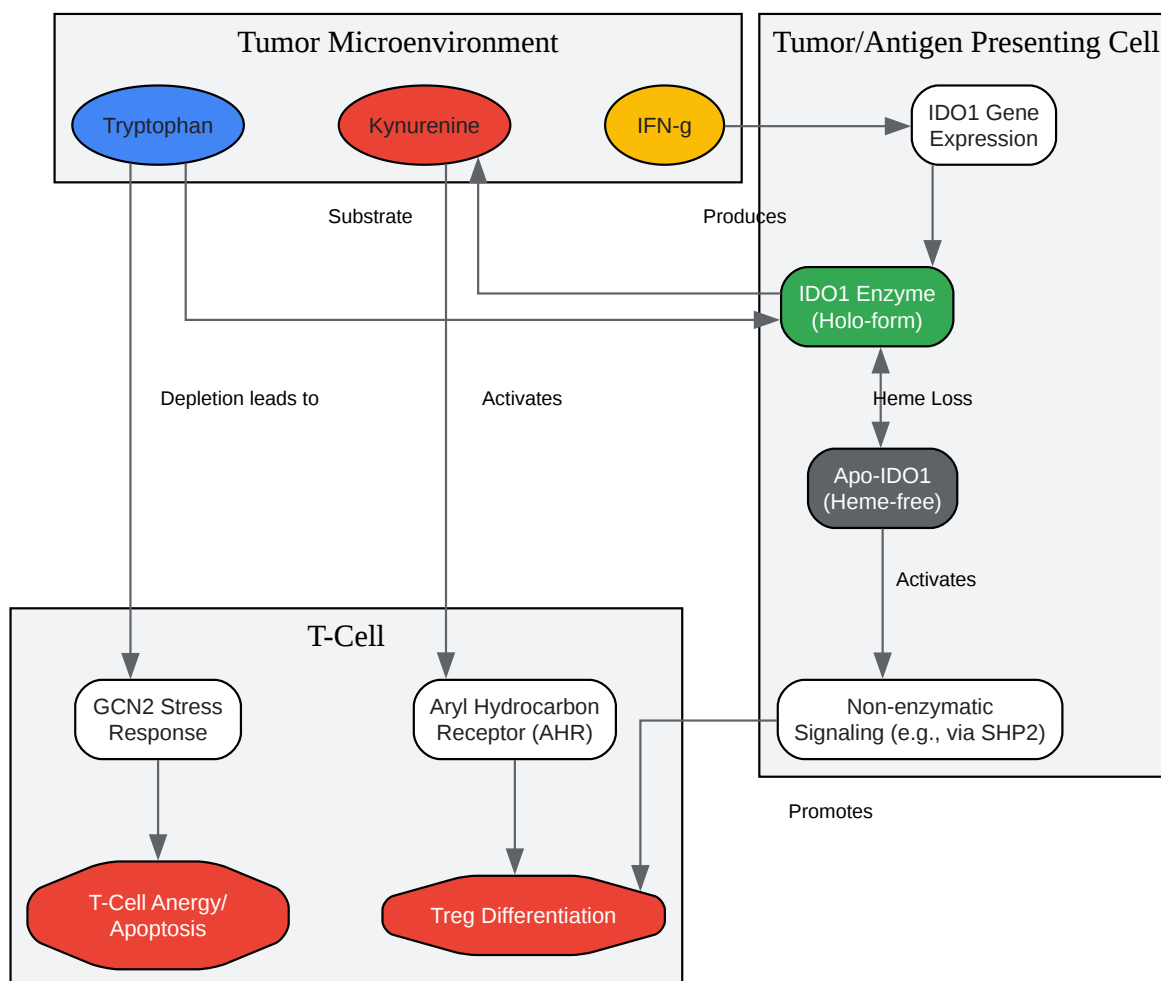 Tumor Microenvironment
Tumor/Antigen Presenting Cell
Tryptophan
Kynurenine
IFN-g
IDO1 Gene
Expression
Substrate
Produces
IDO1 Enzyme
(Holo-form)
Depletion leads to
Activates
Heme Loss
Apo-IDO1
(Heme-free)
Activates
T-Cell
GCN2 Stress
Response
Aryl Hydrocarbon
Receptor (AHR)
Non-enzymatic
Signaling (e.g., via SHP2)
Promotes
T-Cell Anergy/
Apoptosis
Treg Differentiation